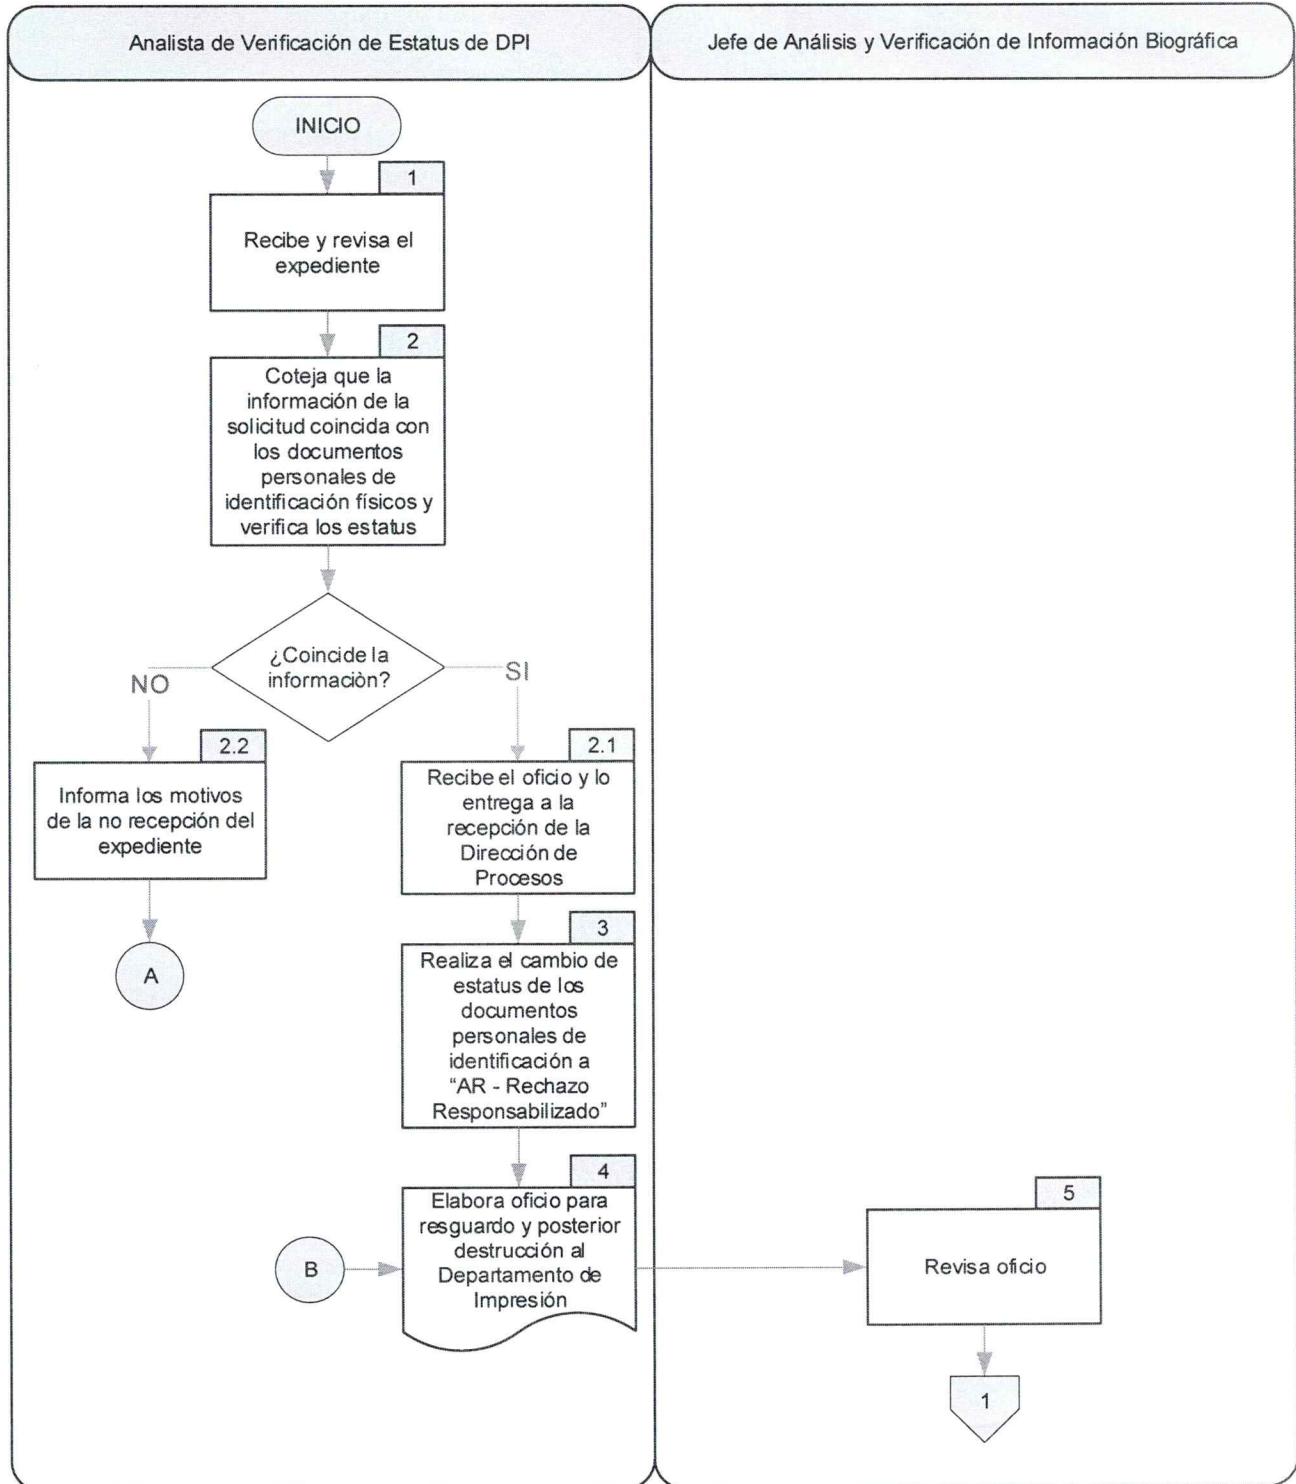 Analista de Verificación de Estatus de DPI
Jefe de Análisis y Verificación de Información Biográfica
INICIO
1
Recibe y revisa el
expediente
2
Coteja que la
información de la
solicitud coincida con
los documentos
personales de
identificación físicos y
verifica los estatus
¿Coincide la
informaciòn?
NO
SI
2.2
Informa los motivos
de la no recepción del
expediente
A
2.1
Recibe el oficio y lo
entrega a la
recepción de la
Dirección de
Procesos
3
Realiza el cambio de
estatus de los
documentos
personales de
identificación a
“AR - Rechazo
Responsabilizado”
4
Elabora oficio para
resguardo y posterior
destrucción al
Departamento de
Impresión
B
5
Revisa oficio
1